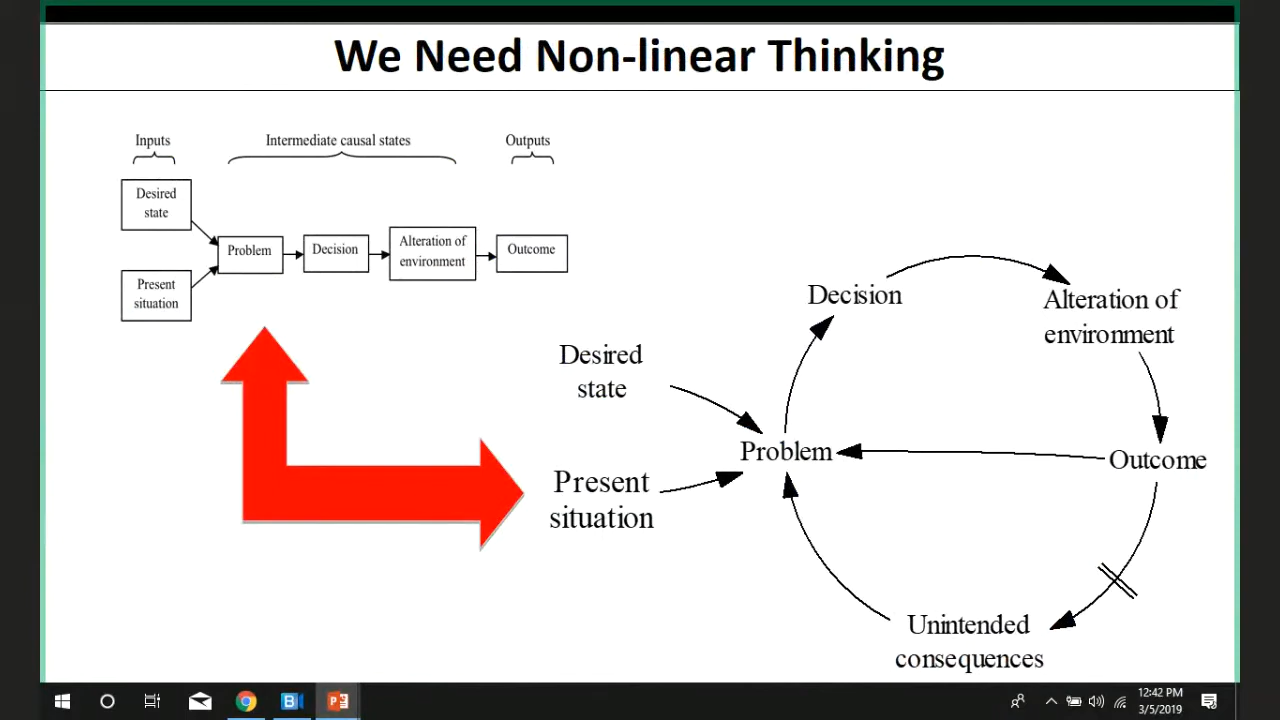 We Need Non-linear Thinking
Inputs
Intermediate causal states
Outputs
Desired
state
Present
situation
Problem
Decision
Alteration of
environment
Outcome
Desired
state
Present
situation
Problem
Decision
Alteration of
environment
Outcome
Unintended
consequences
B
P
12:42 PM
3/5/2019